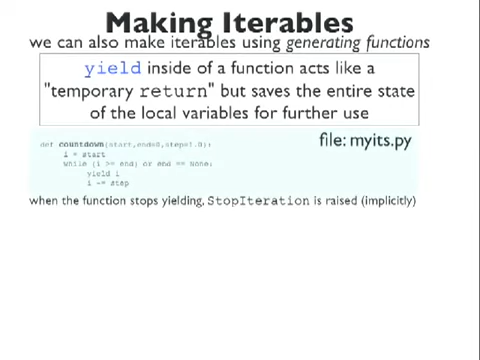 Making Iterables
we can also make iterables using generating functions
yield inside of a function acts like a
"temporary return" but saves the entire state
of the local variables for further use
file: myits.py
def countdown(start,end=0,step=1.0):
i = start
while (i >= end) or end == None:
yield i
i -= step
when the function stops yielding, StopIteration is raised (implicitly)